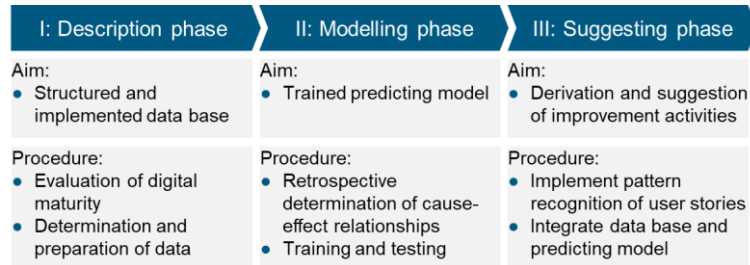 I: Description phase
II: Modelling phase
III: Suggesting phase
Aim:
● Structured and
implemented data base
Aim:
● Trained predicting model
Aim:
● Derivation and suggestion
of improvement activities
Procedure:
● Evaluation of digital
maturity
● Determination and
preparation of data
Procedure:
● Retrospective
determination of cause-
effect relationships
● Training and testing
Procedure:
● Implement pattern
recognition of user stories
● Integrate data base and
predicting model